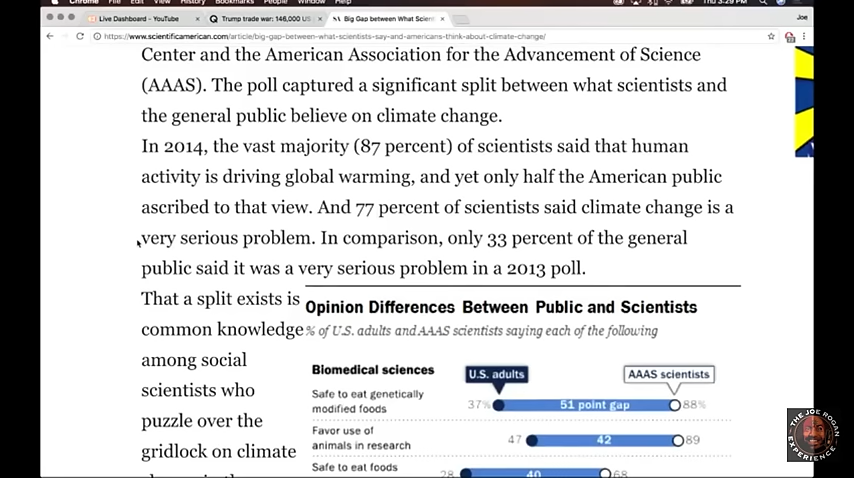 Chrome File Edit View History Bookmarks People Window Help Thu 3:29 PM
Live Dashboard - YouTube × Trump trade war: 146,000 US × Big Gap between What Scien × Joe
https://www.scientificamerican.com/article/big-gap-between-what-scientists-say-and-americans-think-about-climate-change/
Center and the American Association for the Advancement of Science
(AAAS). The poll captured a significant split between what scientists and
the general public believe on climate change.
In 2014, the vast majority (87 percent) of scientists said that human
activity is driving global warming, and yet only half the American public
ascribed to that view. And 77 percent of scientists said climate change is a
very serious problem. In comparison, only 33 percent of the general
public said it was a very serious problem in a 2013 poll.
That a split exists is
common knowledge
among social
scientists who
puzzle over the
gridlock on climate
Opinion Differences Between Public and Scientists
% of U.S. adults and AAAS scientists saying each of the following
Biomedical sciences U.S. adults AAAS scientists
Safe to eat genetically
modified foods 37% 51 point gap 88%
Favor use of
animals in research 47 42 89
Safe to eat foods
28 40 68
THE JOE ROGAN
EXPERIENCE